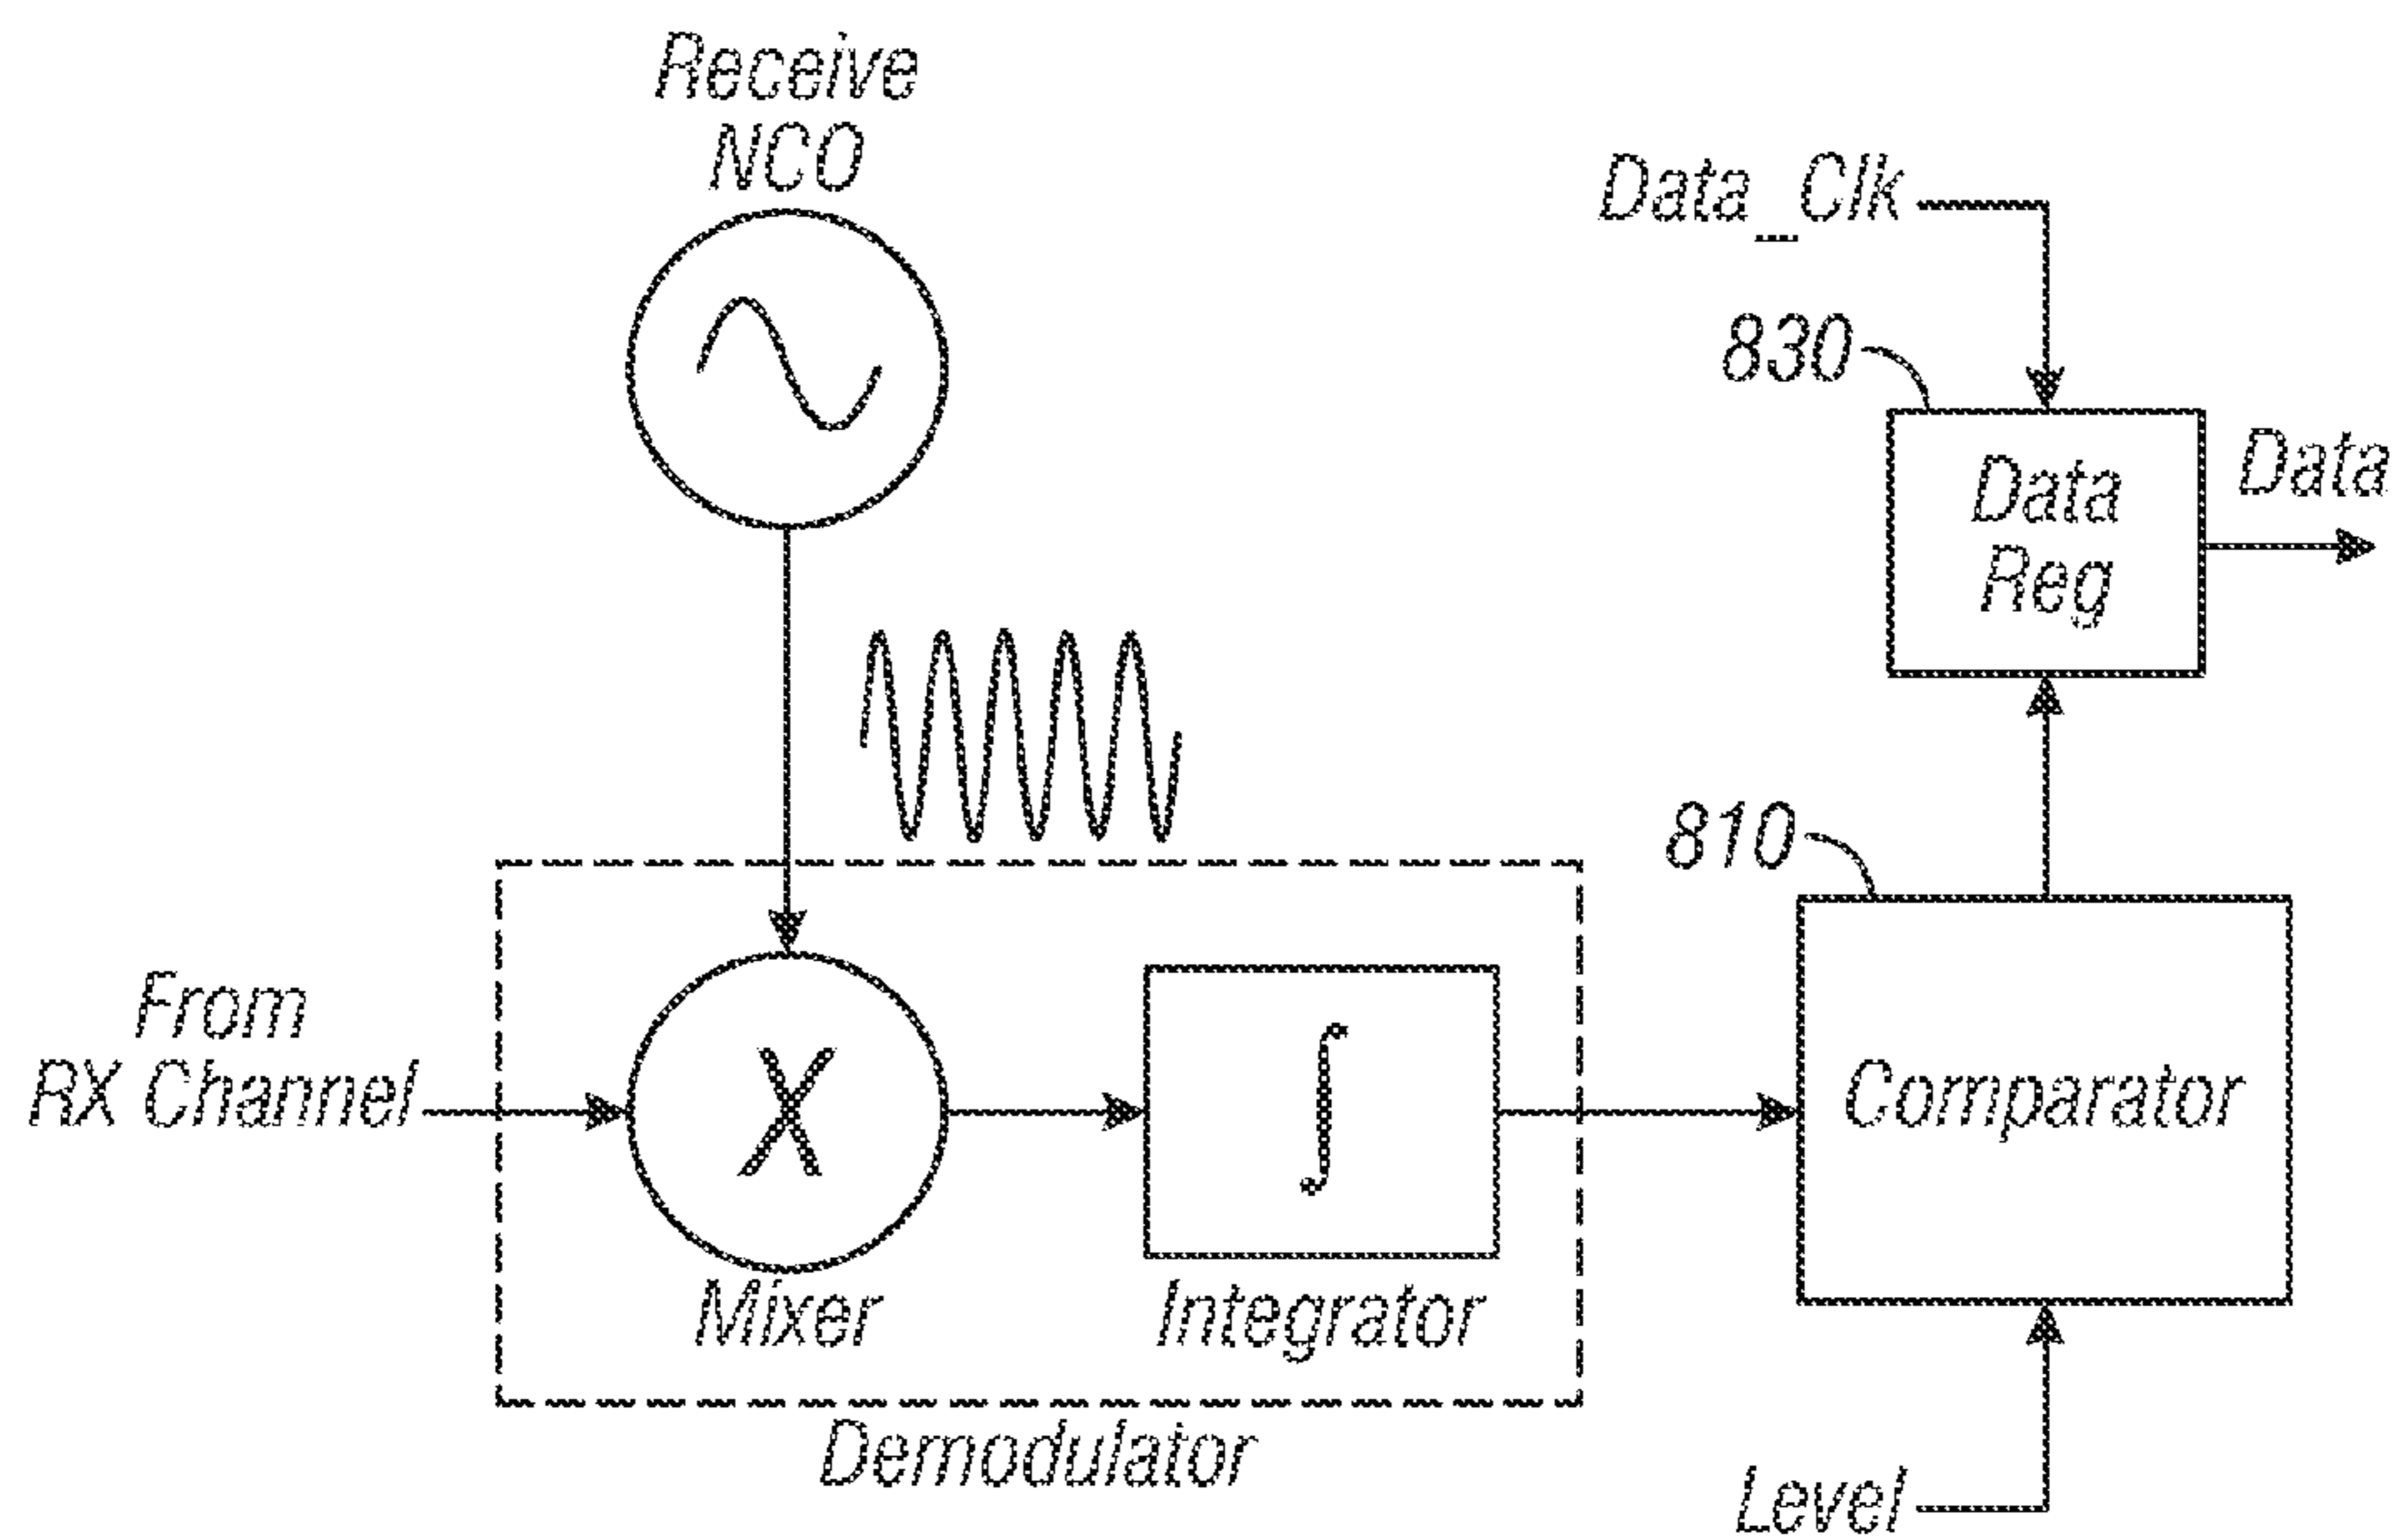 Receive
NCO
Data_Clk
830
Data
Reg
Data
810
From
RX Channel
X
∫
Comparator
Mixer
Integrator
Demodulator
Level